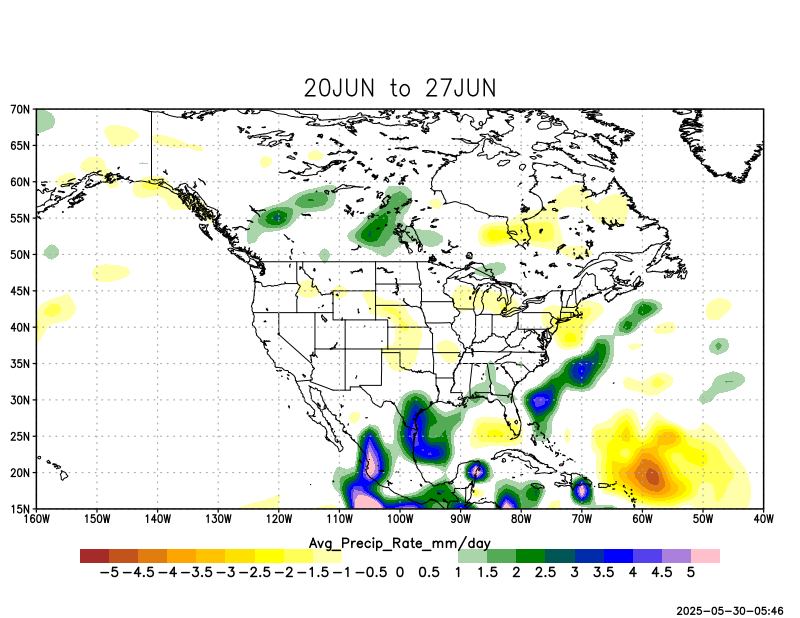 20JUN to 27JUN
70N
65N
60N
55N
50N
45N
40N
35N
30N
25N
20N
15N
160W 150W 140W 130W 120W 110W 100W 90W 80W 70W 60W 50W 40W
Avg_Precip_Rate_mm/day
-5 -4.5 -4 -3.5 -3 -2.5 -2 -1.5 -1 -0.5 0 0.5 1 1.5 2 2.5 3 3.5 4 4.5 5
2025-05-30-05:46